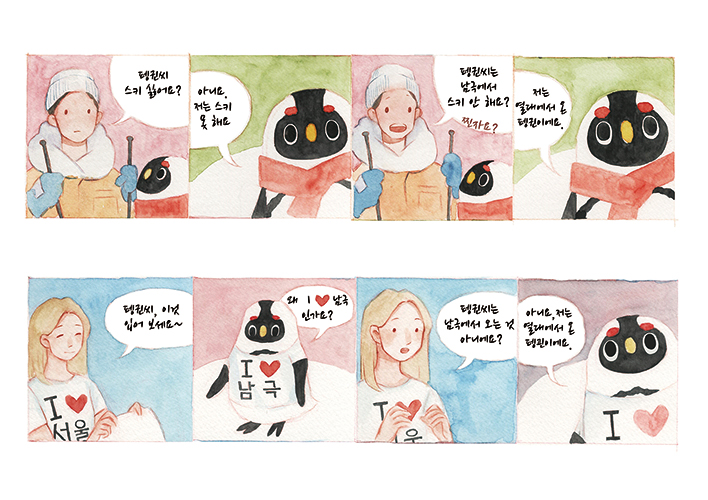 텡귄씨
스키 싫어요?
아니요,
저는 스키
못 해요
텡귄씨는
남극에서
스키 안 해요?
찐짜요?
저는
열대에서 온
텡귄이에요.
텡귄씨, 이것
입어 보세요~
I ♥
서울
왜 I ♥ 남극
인가요?
I ♥
남극
텡귄씨는
남극에서 오는 것
아니에요?
I ♥
울
아니요, 저는
열대에서 온
텡귄이에요.
I ♥